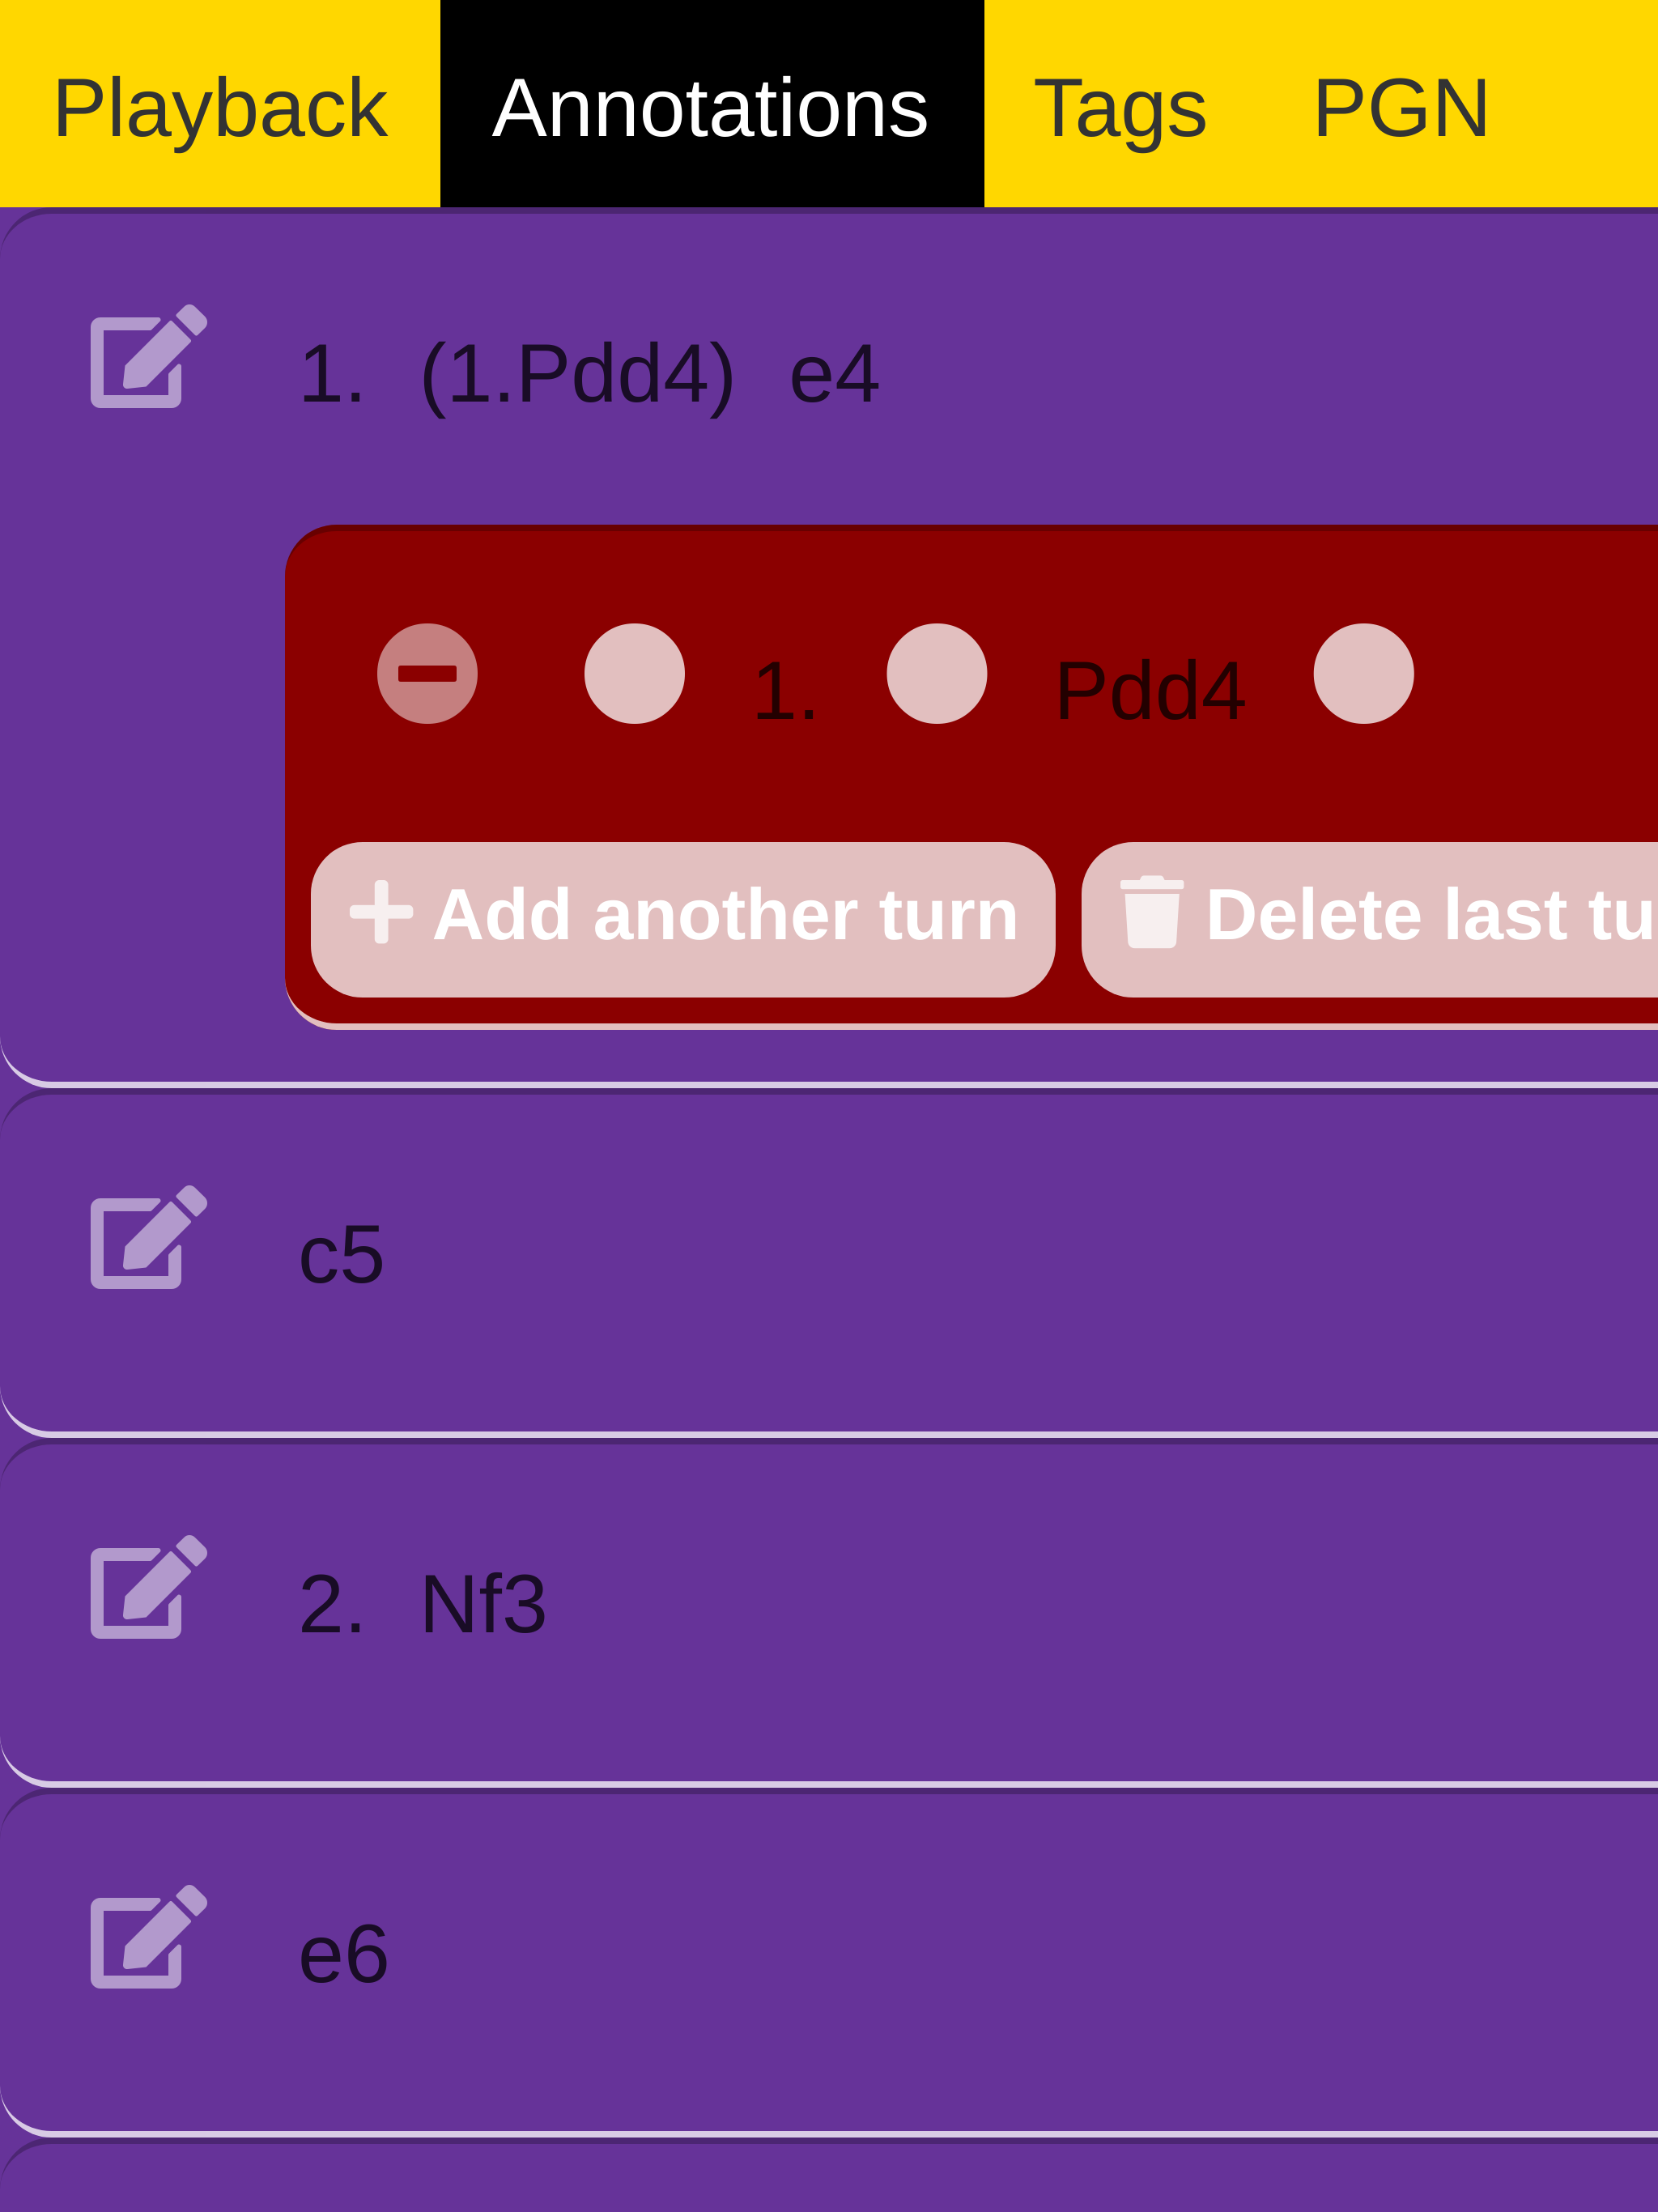 Playback Annotations Tags PGN
1. (1.Pdd4) e4
1. Pdd4
Add another turn Delete last tu
c5
2. Nf3
e6